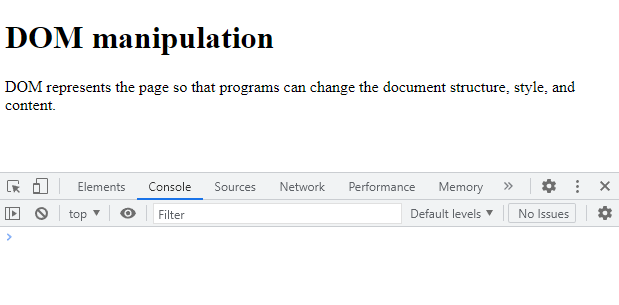 DOM manipulation
DOM represents the page so that programs can change the document structure, style, and
content.
Elements Console Sources Network Performance Memory
top Filter Default levels No Issues